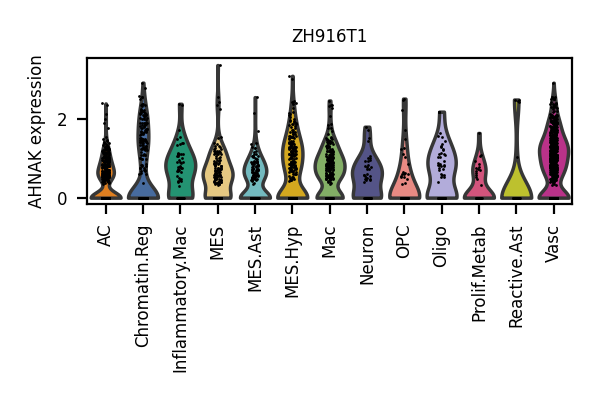 ZH916T1
AHNAK expression
2
0
AC
Chromatin.Reg
Inflammatory.Mac
MES
MES.Ast
MES.Hyp
Mac
Neuron
OPC
Oligo
Prolif.Metab
Reactive.Ast
Vasc